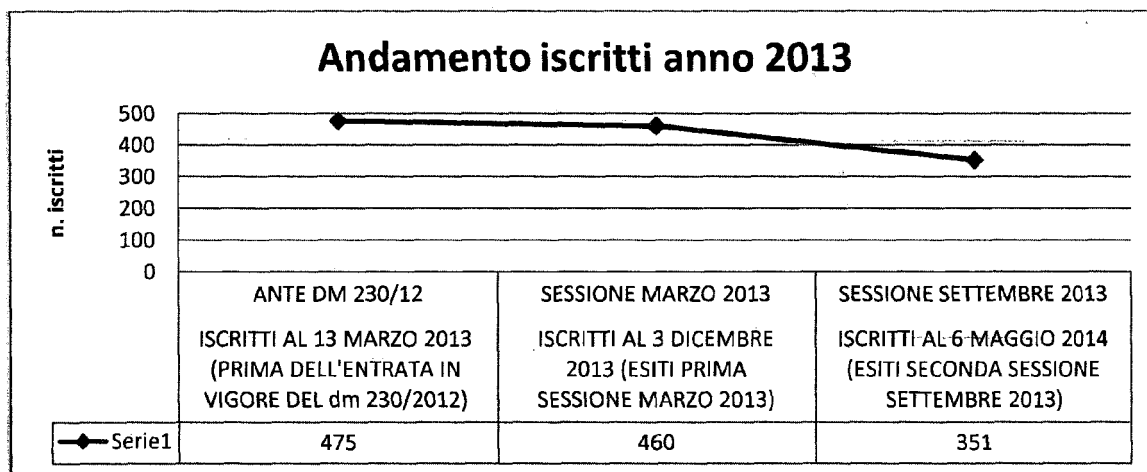 Andamento iscritti anno 2013
n. iscritti
500
400
300
200
100
0
ANTE DM 230/12
ISCRITTI AL 13 MARZO 2013
(PRIMA DELL'ENTRATA IN
VIGORE DEL dm 230/2012)
SESSIONE MARZO 2013
ISCRITTI AL 3 DICEMBRE
2013 (ESITI PRIMA
SESSIONE MARZO 2013)
SESSIONE SETTEMBRE 2013
ISCRITTI AL 6 MAGGIO 2014
(ESITI SECONDA SESSIONE
SETTEMBRE 2013)
Serie1 475 460 351